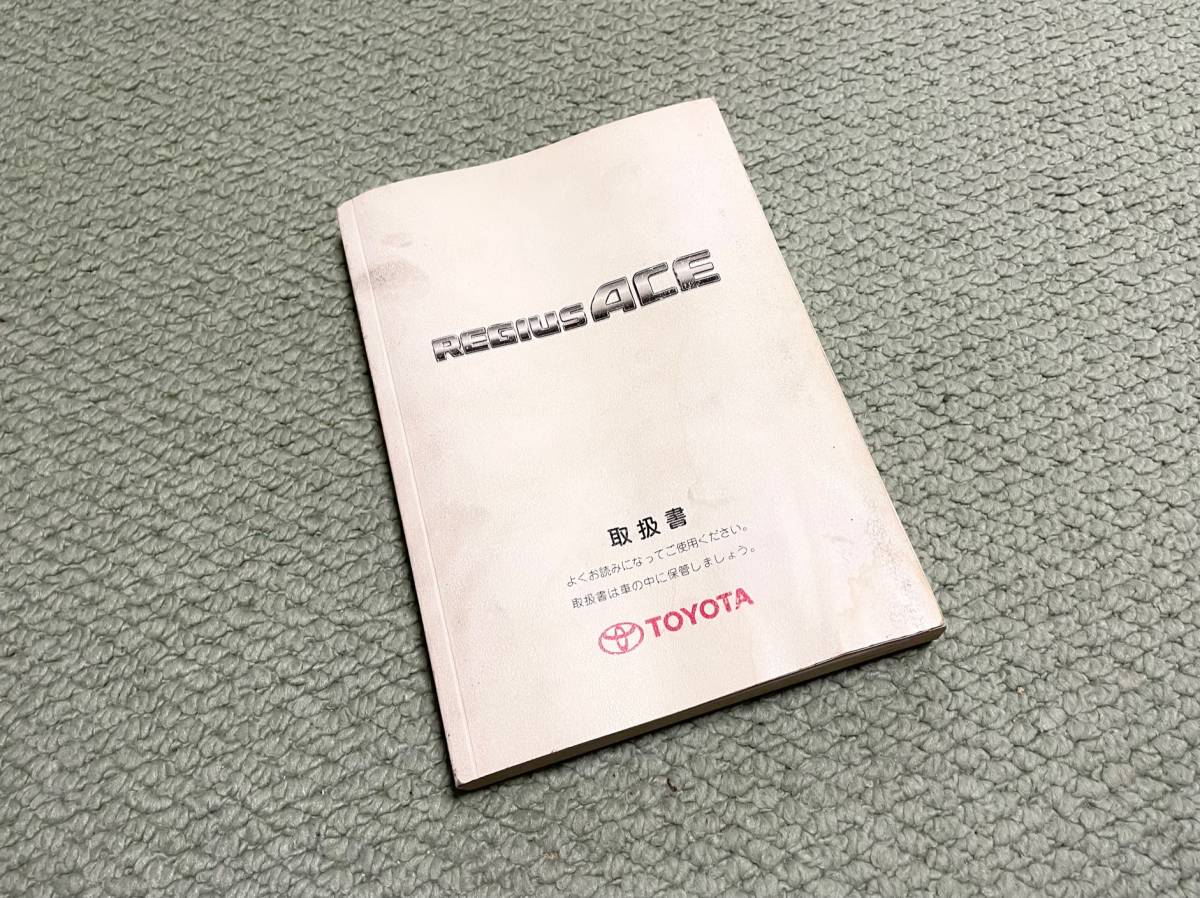 REGIUS ACE
取扱書
よくお読みになってご使用ください。
取扱書は車の中に保管しましょう。
TOYOTA